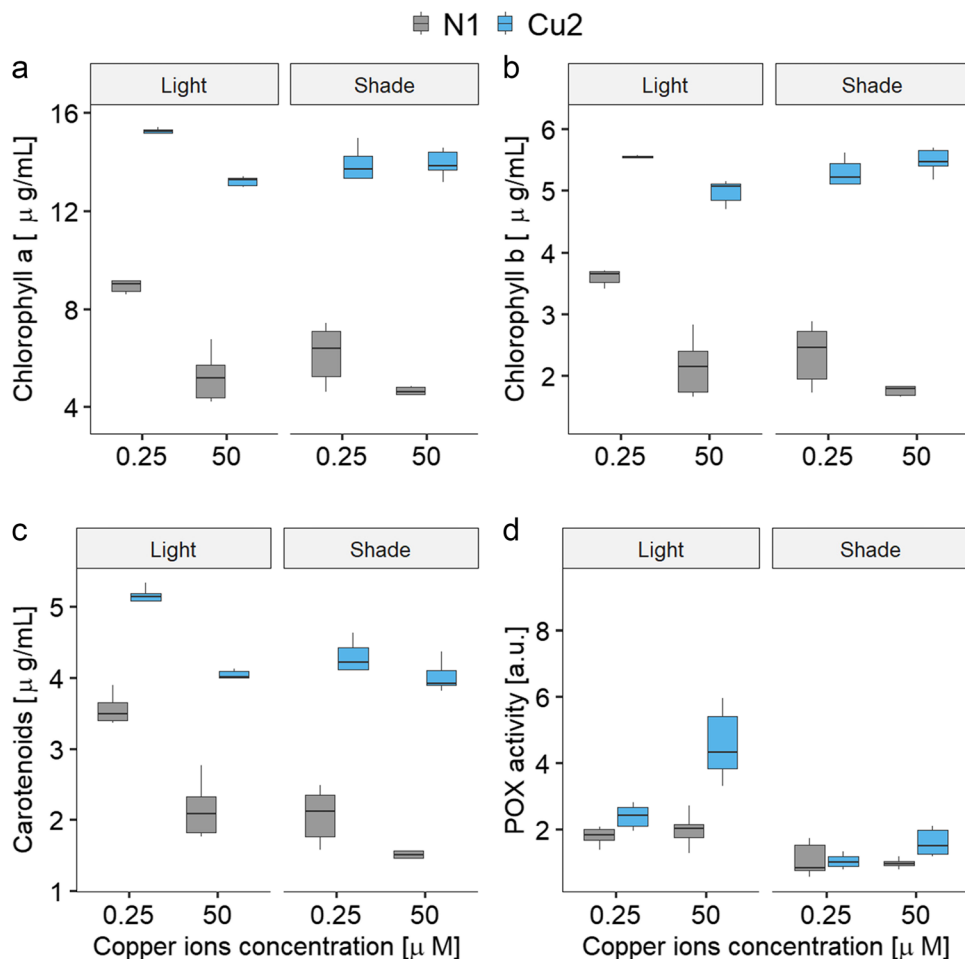 N1 Cu2
a
Light Shade
Chlorophyll a [ μ g/mL]
16
12
8
4
0.25 50 0.25 50
b
Light Shade
Chlorophyll b [ μ g/mL]
6
5
4
3
2
0.25 50 0.25 50
c
Light Shade
Carotenoids [ μ g/mL]
5
4
3
2
1
0.25 50 0.25 50
Copper ions concentration [μ M]
d
Light Shade
POX activity [a.u.]
8
6
4
2
0.25 50 0.25 50
Copper ions concentration [μ M]